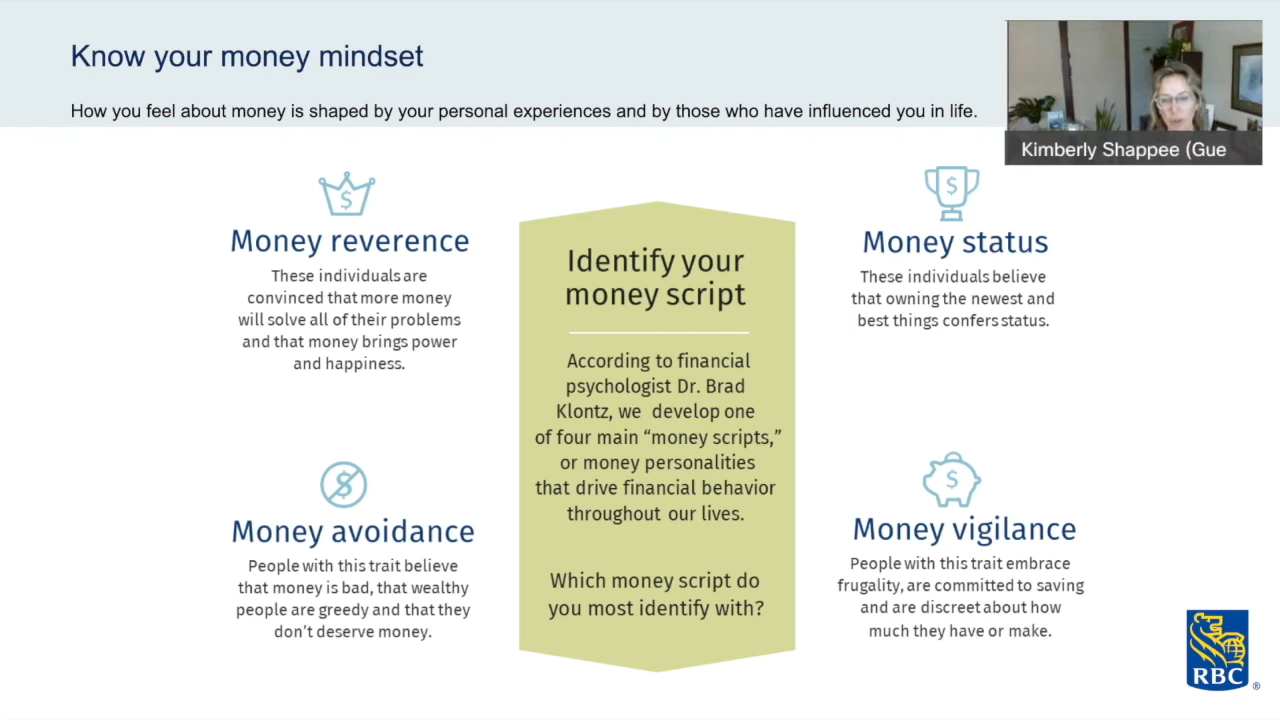 Know your money mindset
How you feel about money is shaped by your personal experiences and by those who have influenced you in life.
Kimberly Shappee (Gue
$
Money reverence
These individuals are
convinced that more money
will solve all of their problems
and that money brings power
and happiness.
$
Money avoidance
People with this trait believe
that money is bad, that wealthy
people are greedy and that they
don't deserve money.
Identify your
money script
According to financial
psychologist Dr. Brad
Klontz, we develop one
of four main “money scripts,”
or money personalities
that drive financial behavior
throughout our lives.
Which money script do
you most identify with?
$
Money status
These individuals believe
that owning the newest and
best things confers status.
$
Money vigilance
People with this trait embrace
frugality, are committed to saving
and are discreet about how
much they have or make.
RBC
®